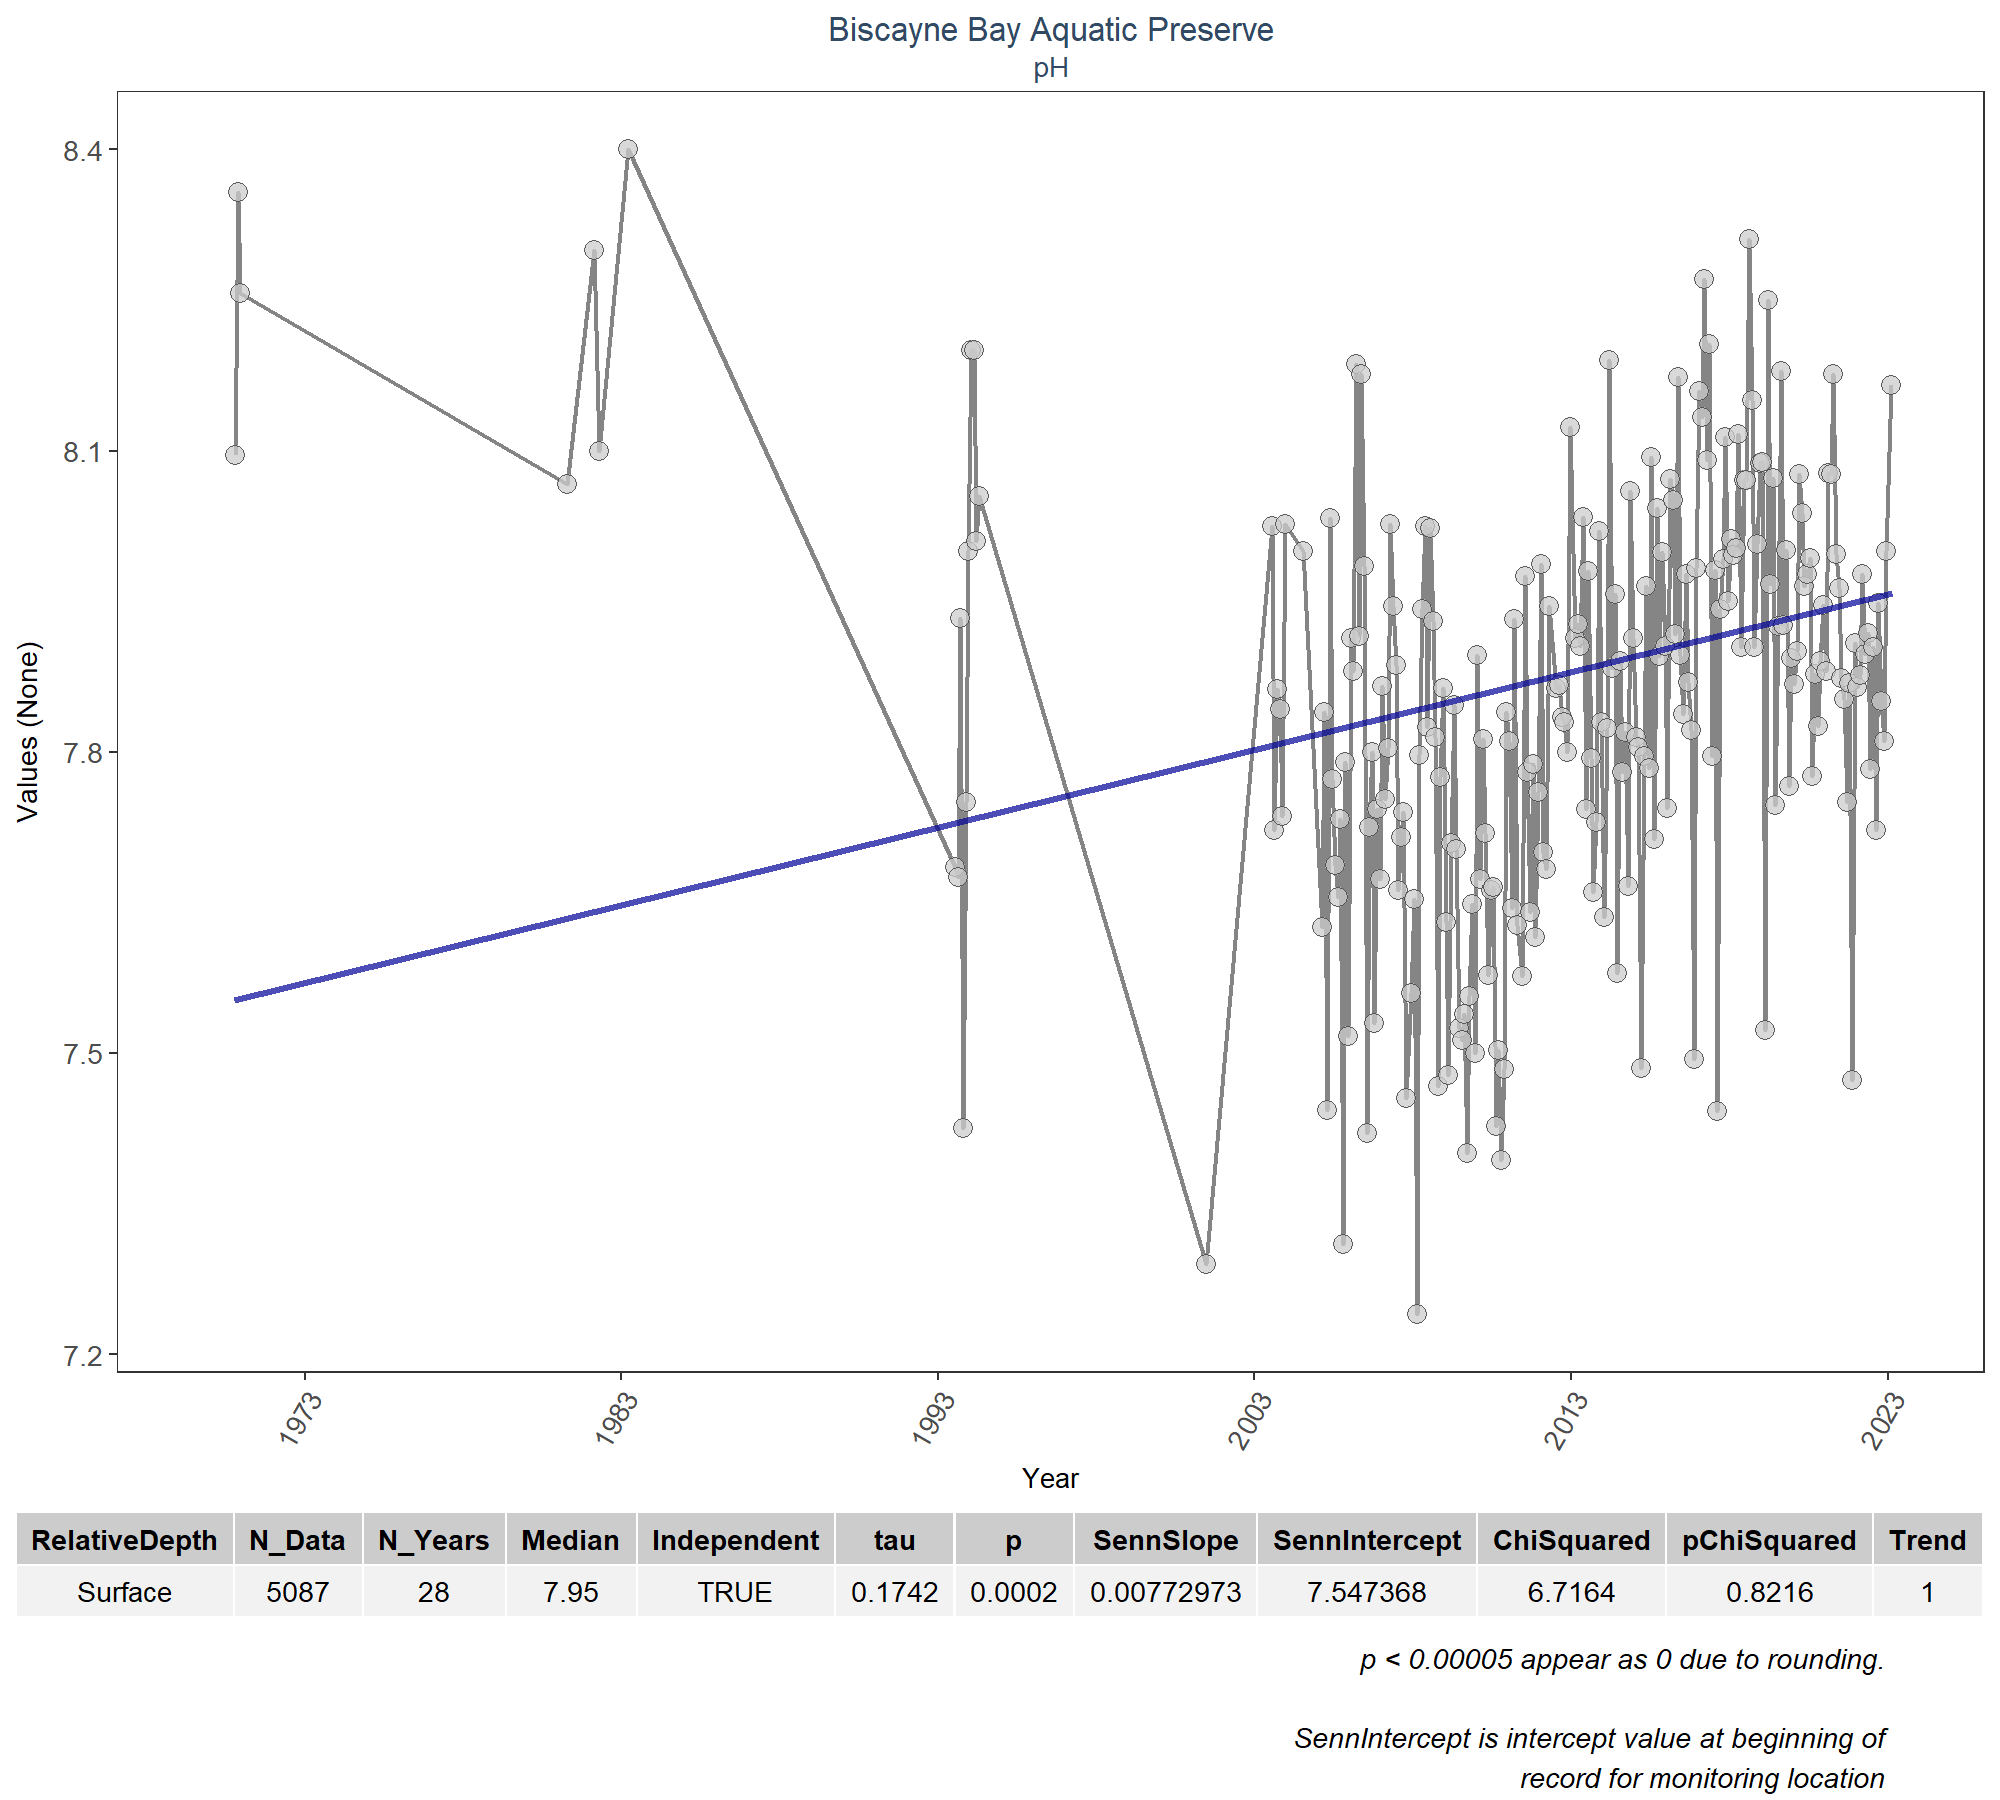 Biscayne Bay Aquatic Preserve
pH
Values (None)
8.4
8.1
7.8
7.5
7.2
1973 1983 1993 2003 2013 2023
Year
RelativeDepth N_Data N_Years Median Independent tau p SennSlope SennIntercept ChiSquared pChiSquared Trend
Surface 5087 28 7.95 TRUE 0.1742 0.0002 0.00772973 7.547368 6.7164 0.8216 1
p < 0.00005 appear as 0 due to rounding.
SennIntercept is intercept value at beginning of
record for monitoring location